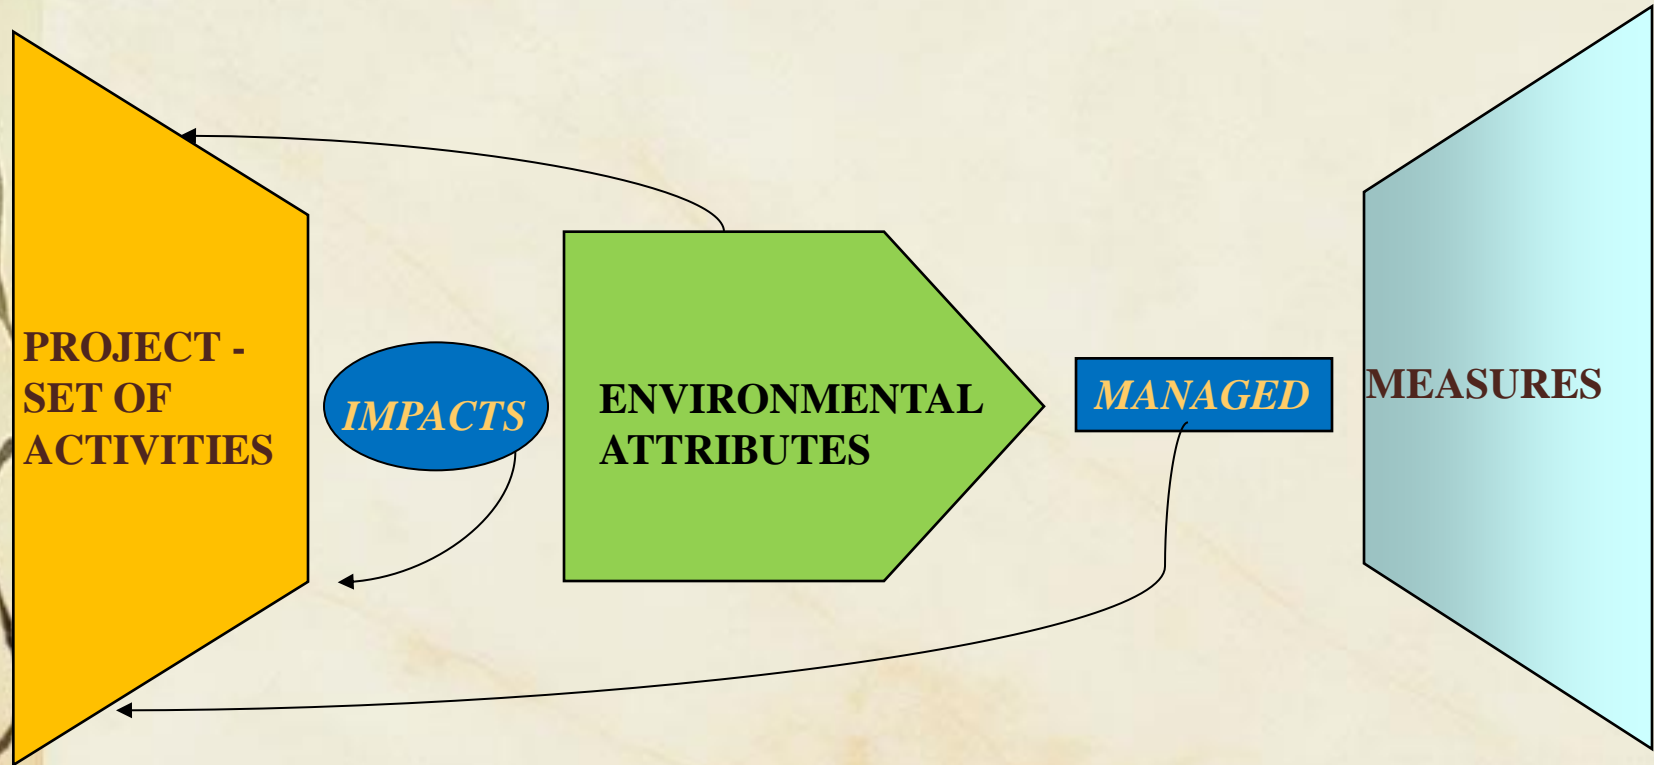 PROJECT -
SET OF
ACTIVITIES
IMPACTS
ENVIRONMENTAL
ATTRIBUTES
MANAGED
MEASURES